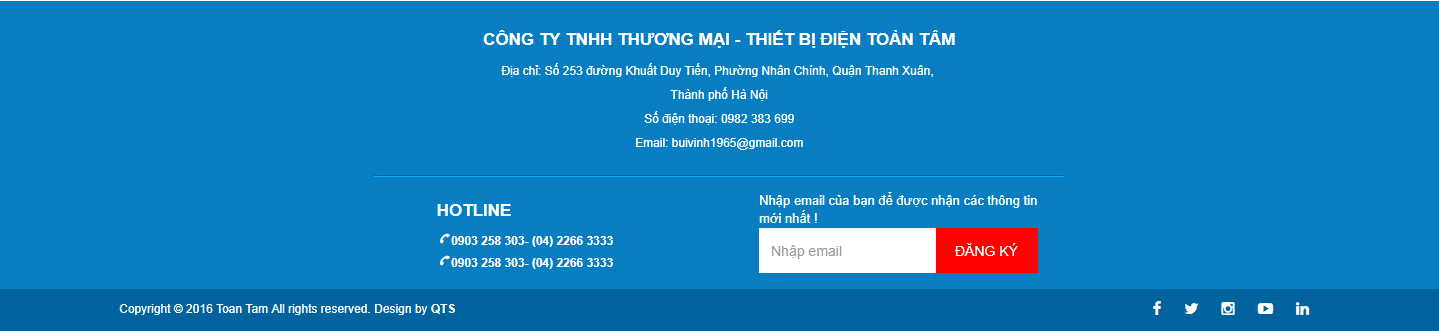 CÔNG TY TNHH THƯƠNG MẠI - THIẾT BỊ ĐIỆN TOÀN TÂM
Địa chỉ: Số 253 đường Khuất Duy Tiến, Phường Nhân Chính, Quận Thanh Xuân,
Thành phố Hà Nội
Số điện thoại: 0982 383 699
Email: buivinh1965@gmail.com
HOTLINE
0903 258 303- (04) 2266 3333
0903 258 303- (04) 2266 3333
Nhập email của bạn để được nhận các thông tin
mới nhất !
Nhập email
ĐĂNG KÝ
Copyright © 2016 Toan Tam All rights reserved. Design by QTS